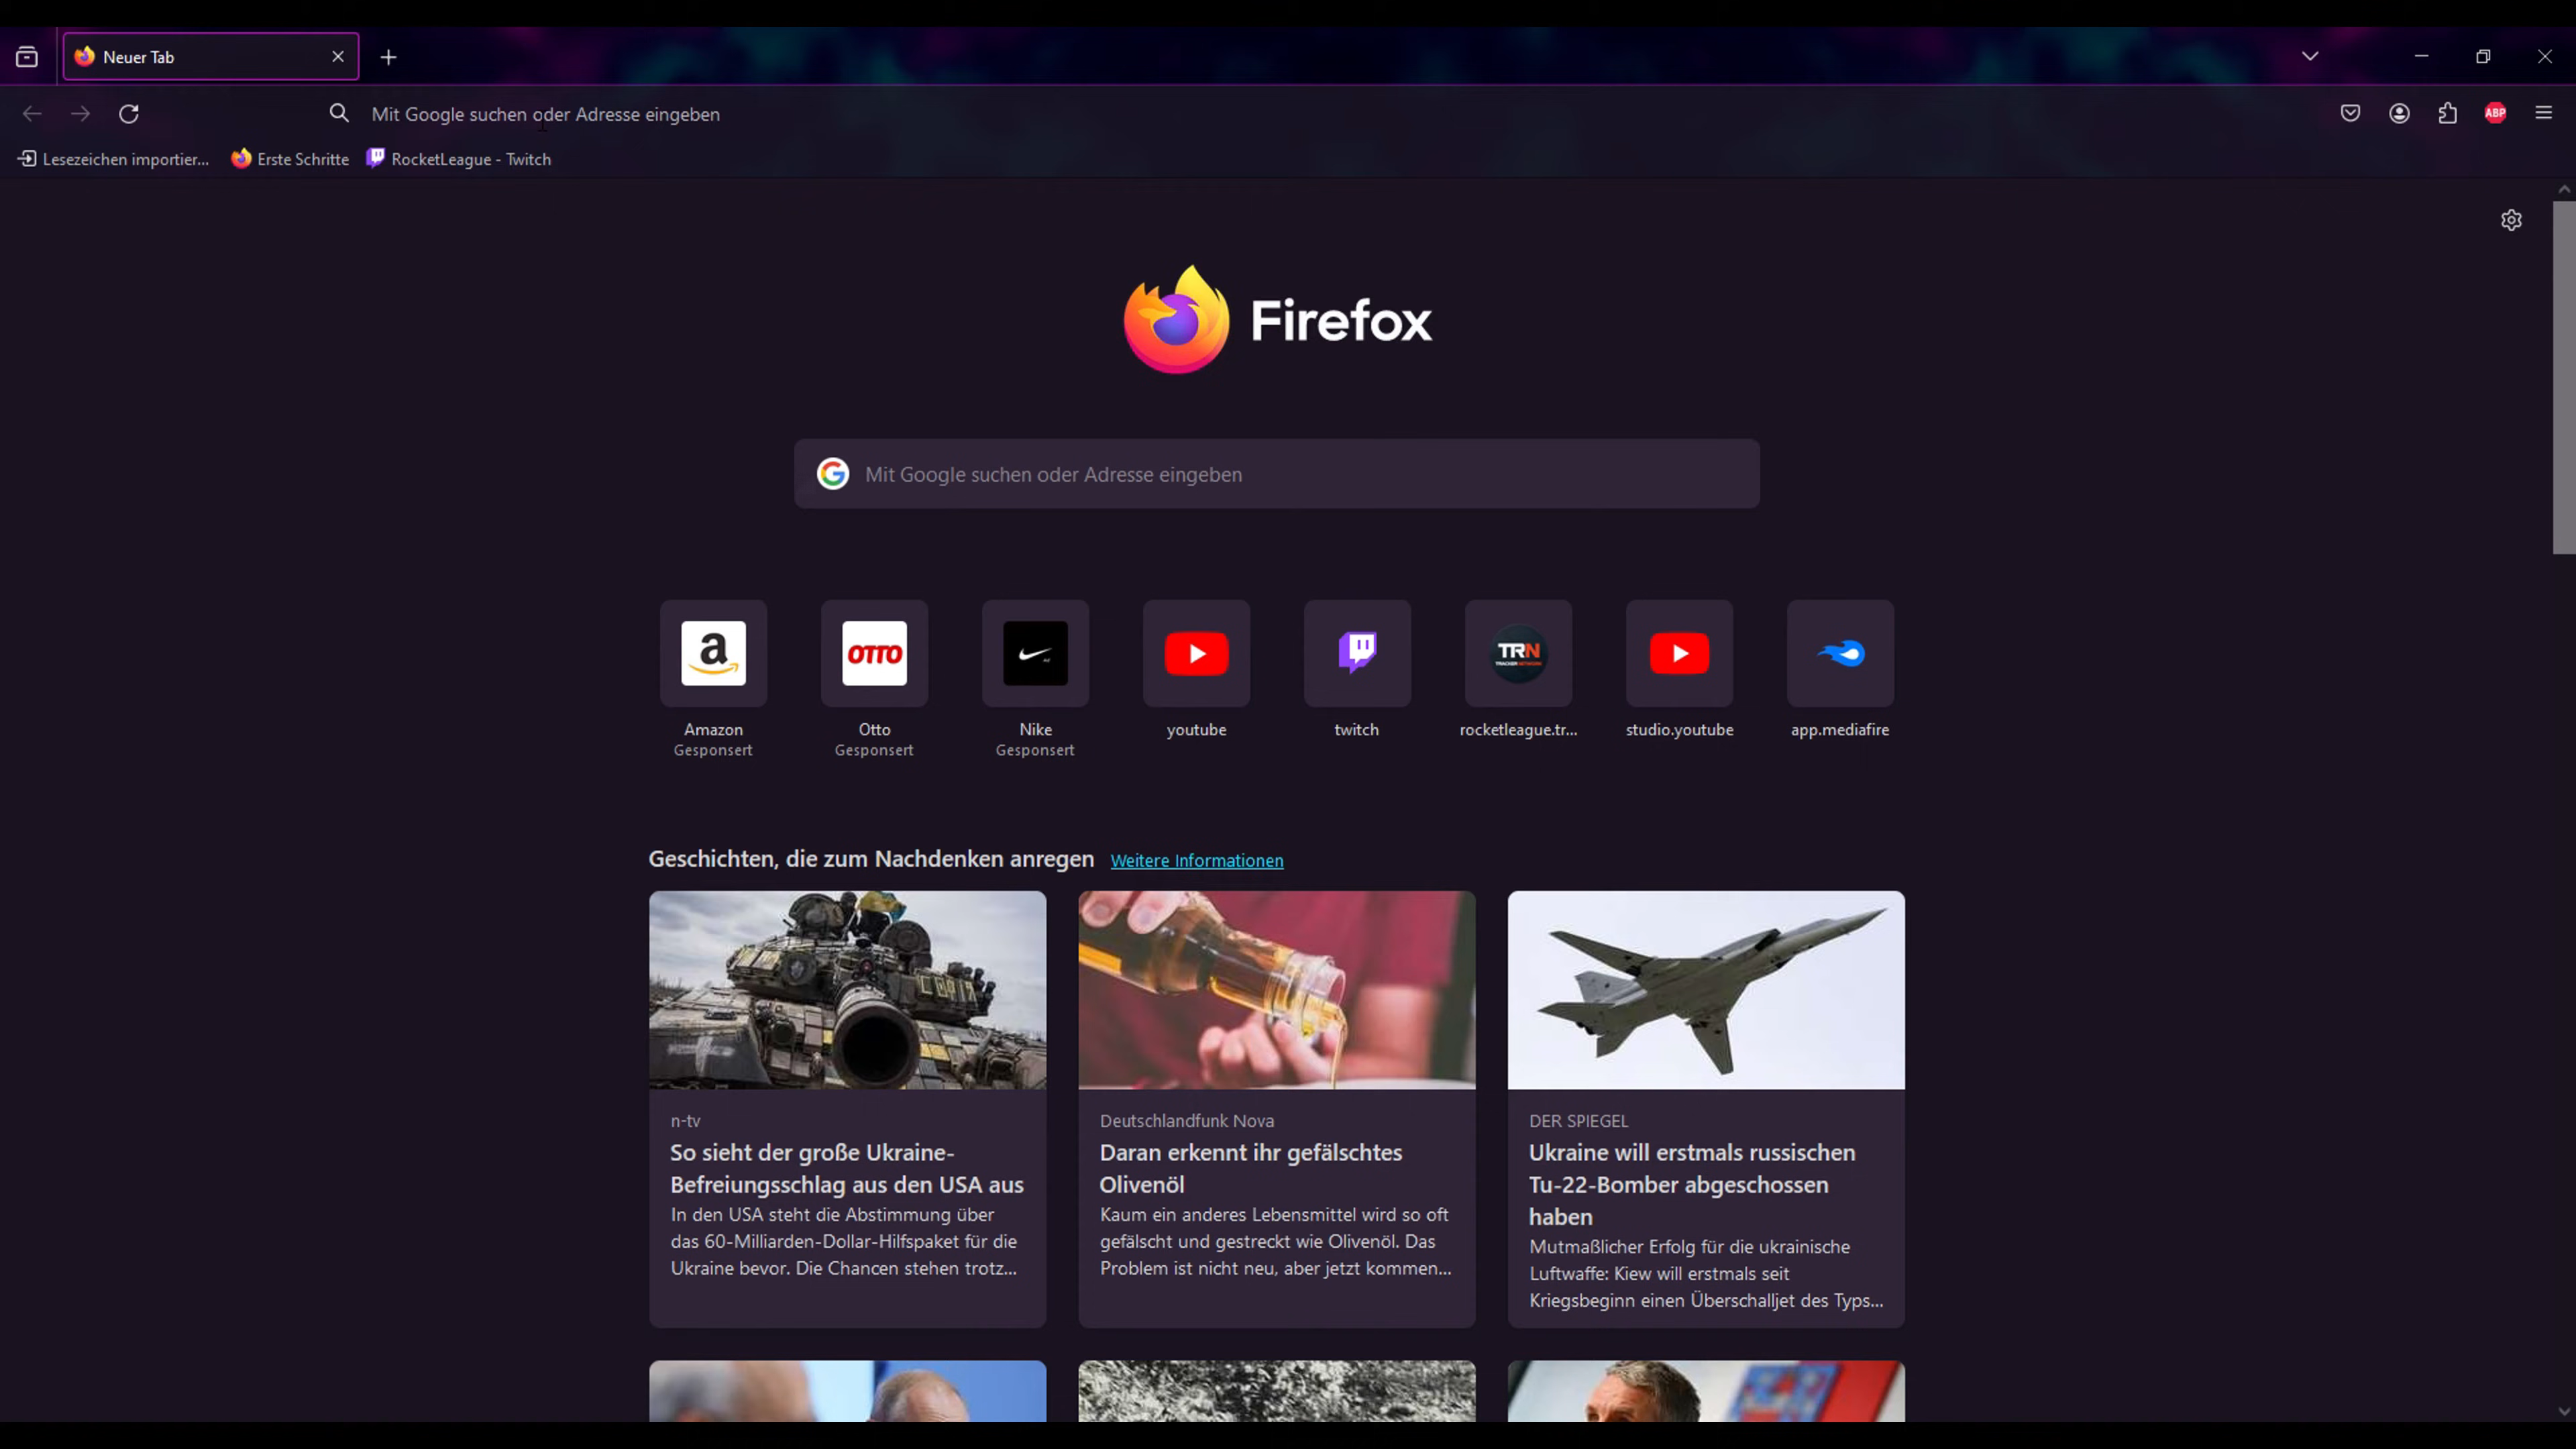 Neuer Tab
Mit Google suchen oder Adresse eingeben
ABP
Lesezeichen importier...
Erste Schritte
RocketLeague - Twitch
Firefox
Mit Google suchen oder Adresse eingeben
a
OTTO
TRN
TRACKER NETWORK
Amazon
Gesponsert
Otto
Gesponsert
Nike
Gesponsert
youtube
twitch
rocketleague.tr...
studio.youtube
app.mediafire
Geschichten, die zum Nachdenken anregen
Weitere Informationen
n-tv
So sieht der große Ukraine-
Befreiungsschlag aus den USA aus
In den USA steht die Abstimmung über
das 60-Milliarden-Dollar-Hilfspaket für die
Ukraine bevor. Die Chancen stehen trotz...
Deutschlandfunk Nova
Daran erkennt ihr gefälschtes
Olivenöl
Kaum ein anderes Lebensmittel wird so oft
gefälscht und gestreckt wie Olivenöl. Das
Problem ist nicht neu, aber jetzt kommen...
DER SPIEGEL
Ukraine will erstmals russischen
Tu-22-Bomber abgeschossen
haben
Mutmaßlicher Erfolg für die ukrainische
Luftwaffe: Kiew will erstmals seit
Kriegsbeginn einen Überschalljet des Typs...